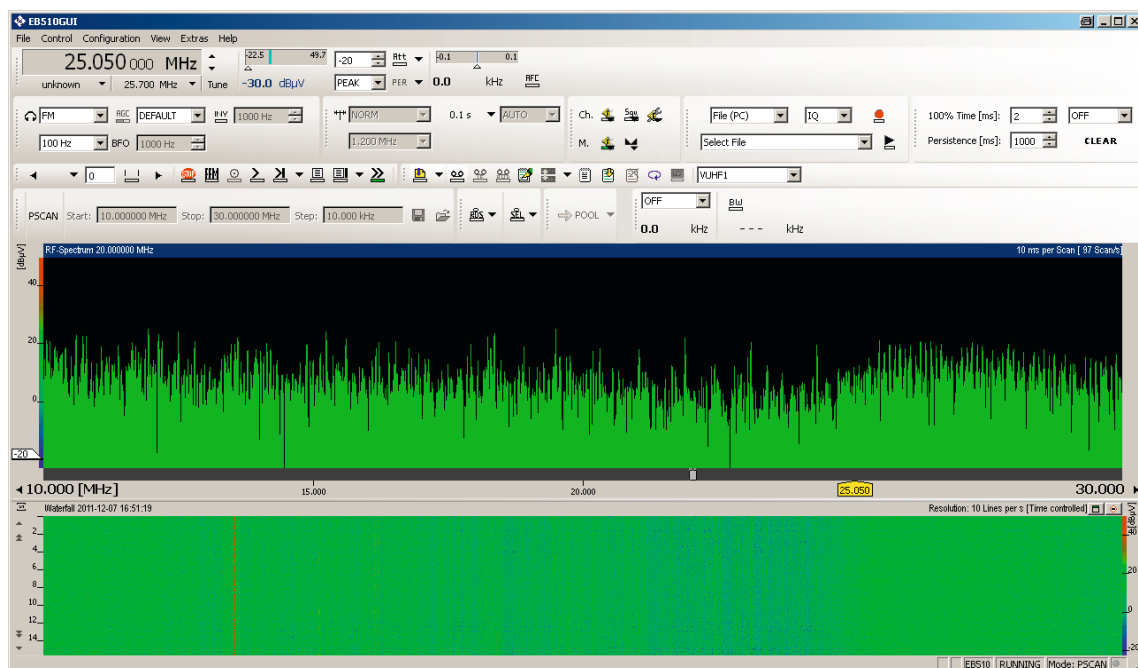 EB510GUI
File Control Configuration View Extras Help
25.050 000 MHz
unknown 25.700 MHz Tune
-22.5 49.7
-30.0 dBµV
-20 Att
PEAK PER
-0.1 0.1
0.0 kHz AFC
FM AGC DEFAULT INV 1000 Hz
100 Hz BFO 1000 Hz
NORM 0.1 s AUTO
1.200 MHz
Ch. Squ
M.
File (PC) IQ
Select File
100% Time [ms]: 2 OFF
Persistence [ms]: 1000 CLEAR
0 STOP FFM VUHF1
PSCAN Start: 10.000000 MHz Stop: 30.000000 MHz Step: 10.000 kHz
RDS SEL POOL
OFF BW
0.0 kHz --- kHz
[dBµV]
RF-Spectrum 20.000000 MHz 10 ms per Scan [ 97 Scan/s]
40
20
0
-20
10.000 [MHz] 15.000 20.000 25.050 30.000
Waterfall 2011-12-07 16:51:19 Resolution: 10 Lines per s [Time controlled]
[s]
2
4
6
8
10
12
14
[dBµV]
40
20
0
-20
EB510 RUNNING Mode: PSCAN